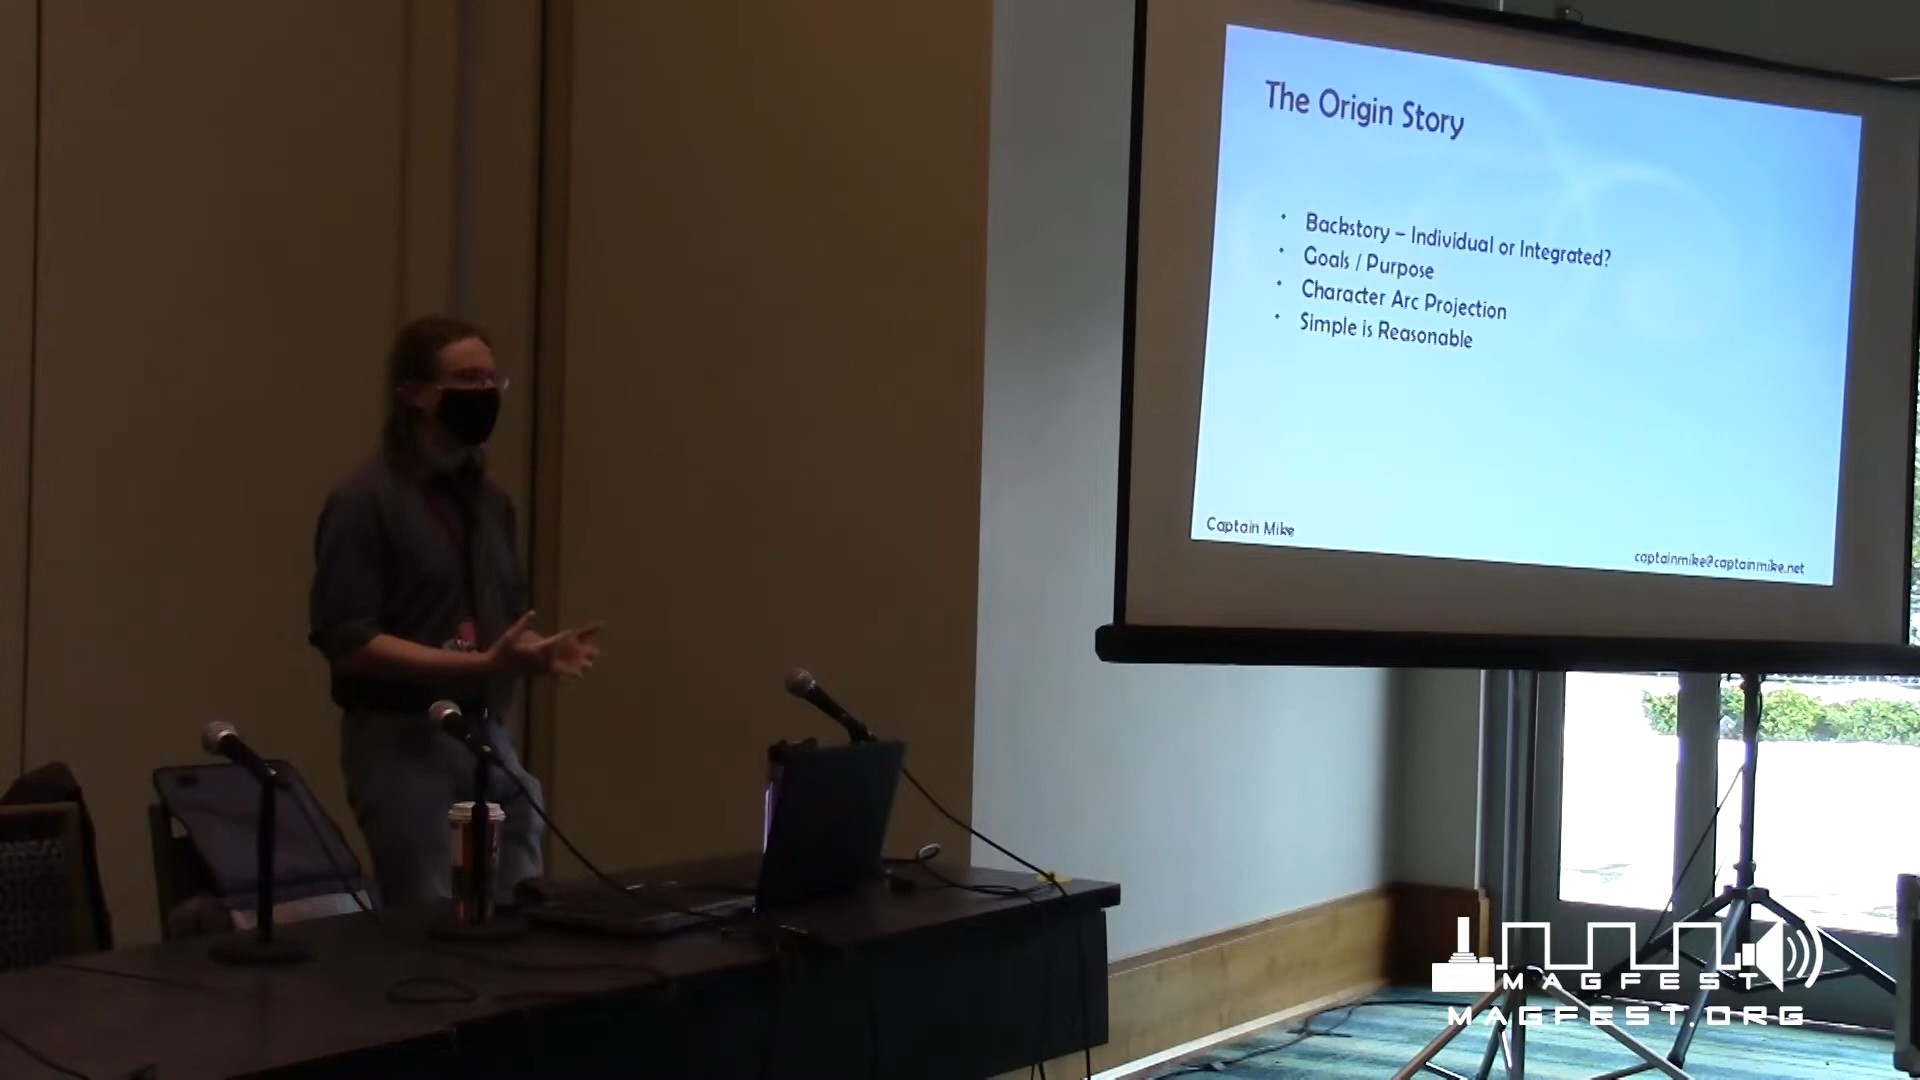 The Origin Story
• Backstory – Individual or Integrated?
• Goals / Purpose
• Character Arc Projection
• Simple is Reasonable
Captain Mike
captainmike@captainmike.net
MAGFEST
MAGFEST.ORG